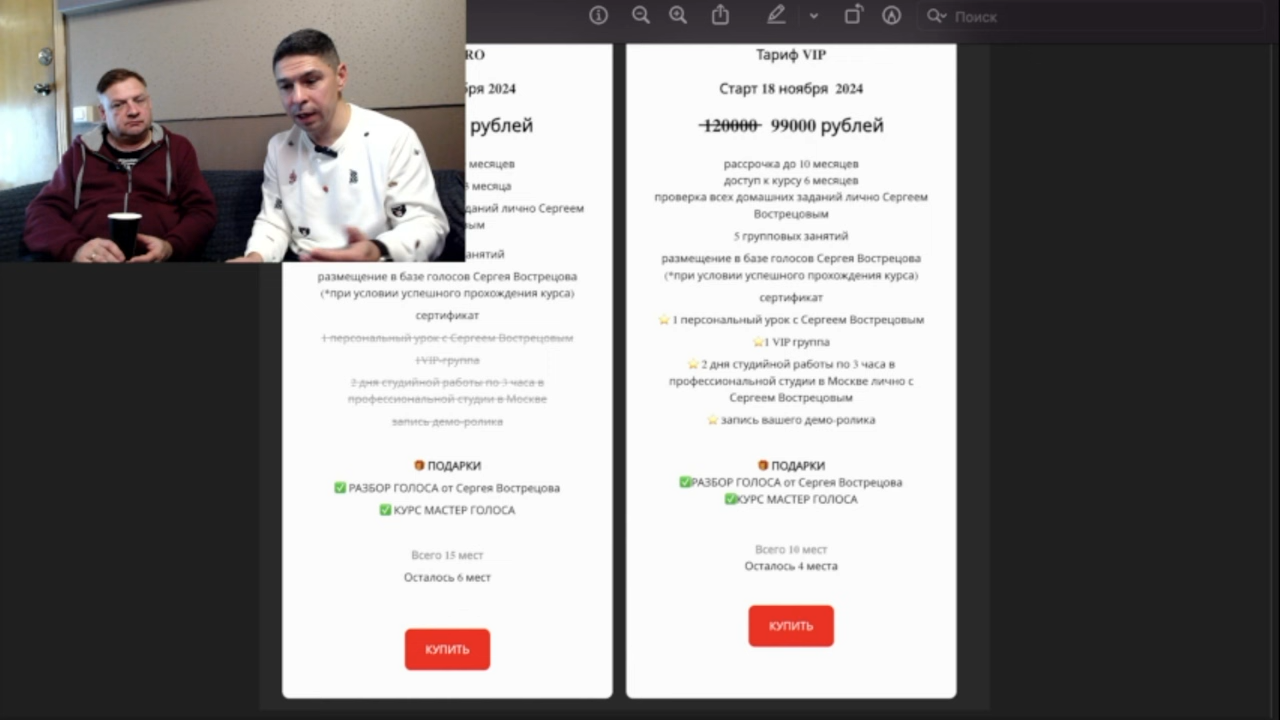 Поиск
RO
бря 2024
рублей
месяцев
месяца
даний лично Сергеем
ым
анятий
размещение в базе голосов Сергея Вострецова
(*при условии успешного прохождения курса)
сертификат
1 персональный урок с Сергеем Вострецовым
1VIP-группа
2 дня студийной работы по 3 часа в
профессиональной студии в Москве
запись демо-ролика
ПОДАРКИ
РАЗБОР ГОЛОСА от Сергея Вострецова
КУРС МАСТЕР ГОЛОСА
Всего 15 мест
Осталось 6 мест
КУПИТЬ
Тариф VIP
Старт 18 ноября 2024
120000 99000 рублей
рассрочка до 10 месяцев
доступ к курсу 6 месяцев
проверка всех домашних заданий лично Сергеем
Вострецовым
5 групповых занятий
размещение в базе голосов Сергея Вострецова
(*при условии успешного прохождения курса)
сертификат
1 персональный урок с Сергеем Вострецовым
1 VIP группа
2 дня студийной работы по 3 часа в
профессиональной студии в Москве лично с
Сергеем Вострецовым
запись вашего демо-ролика
ПОДАРКИ
РАЗБОР ГОЛОСА от Сергея Вострецова
КУРС МАСТЕР ГОЛОСА
Всего 10 мест
Осталось 4 места
КУПИТЬ